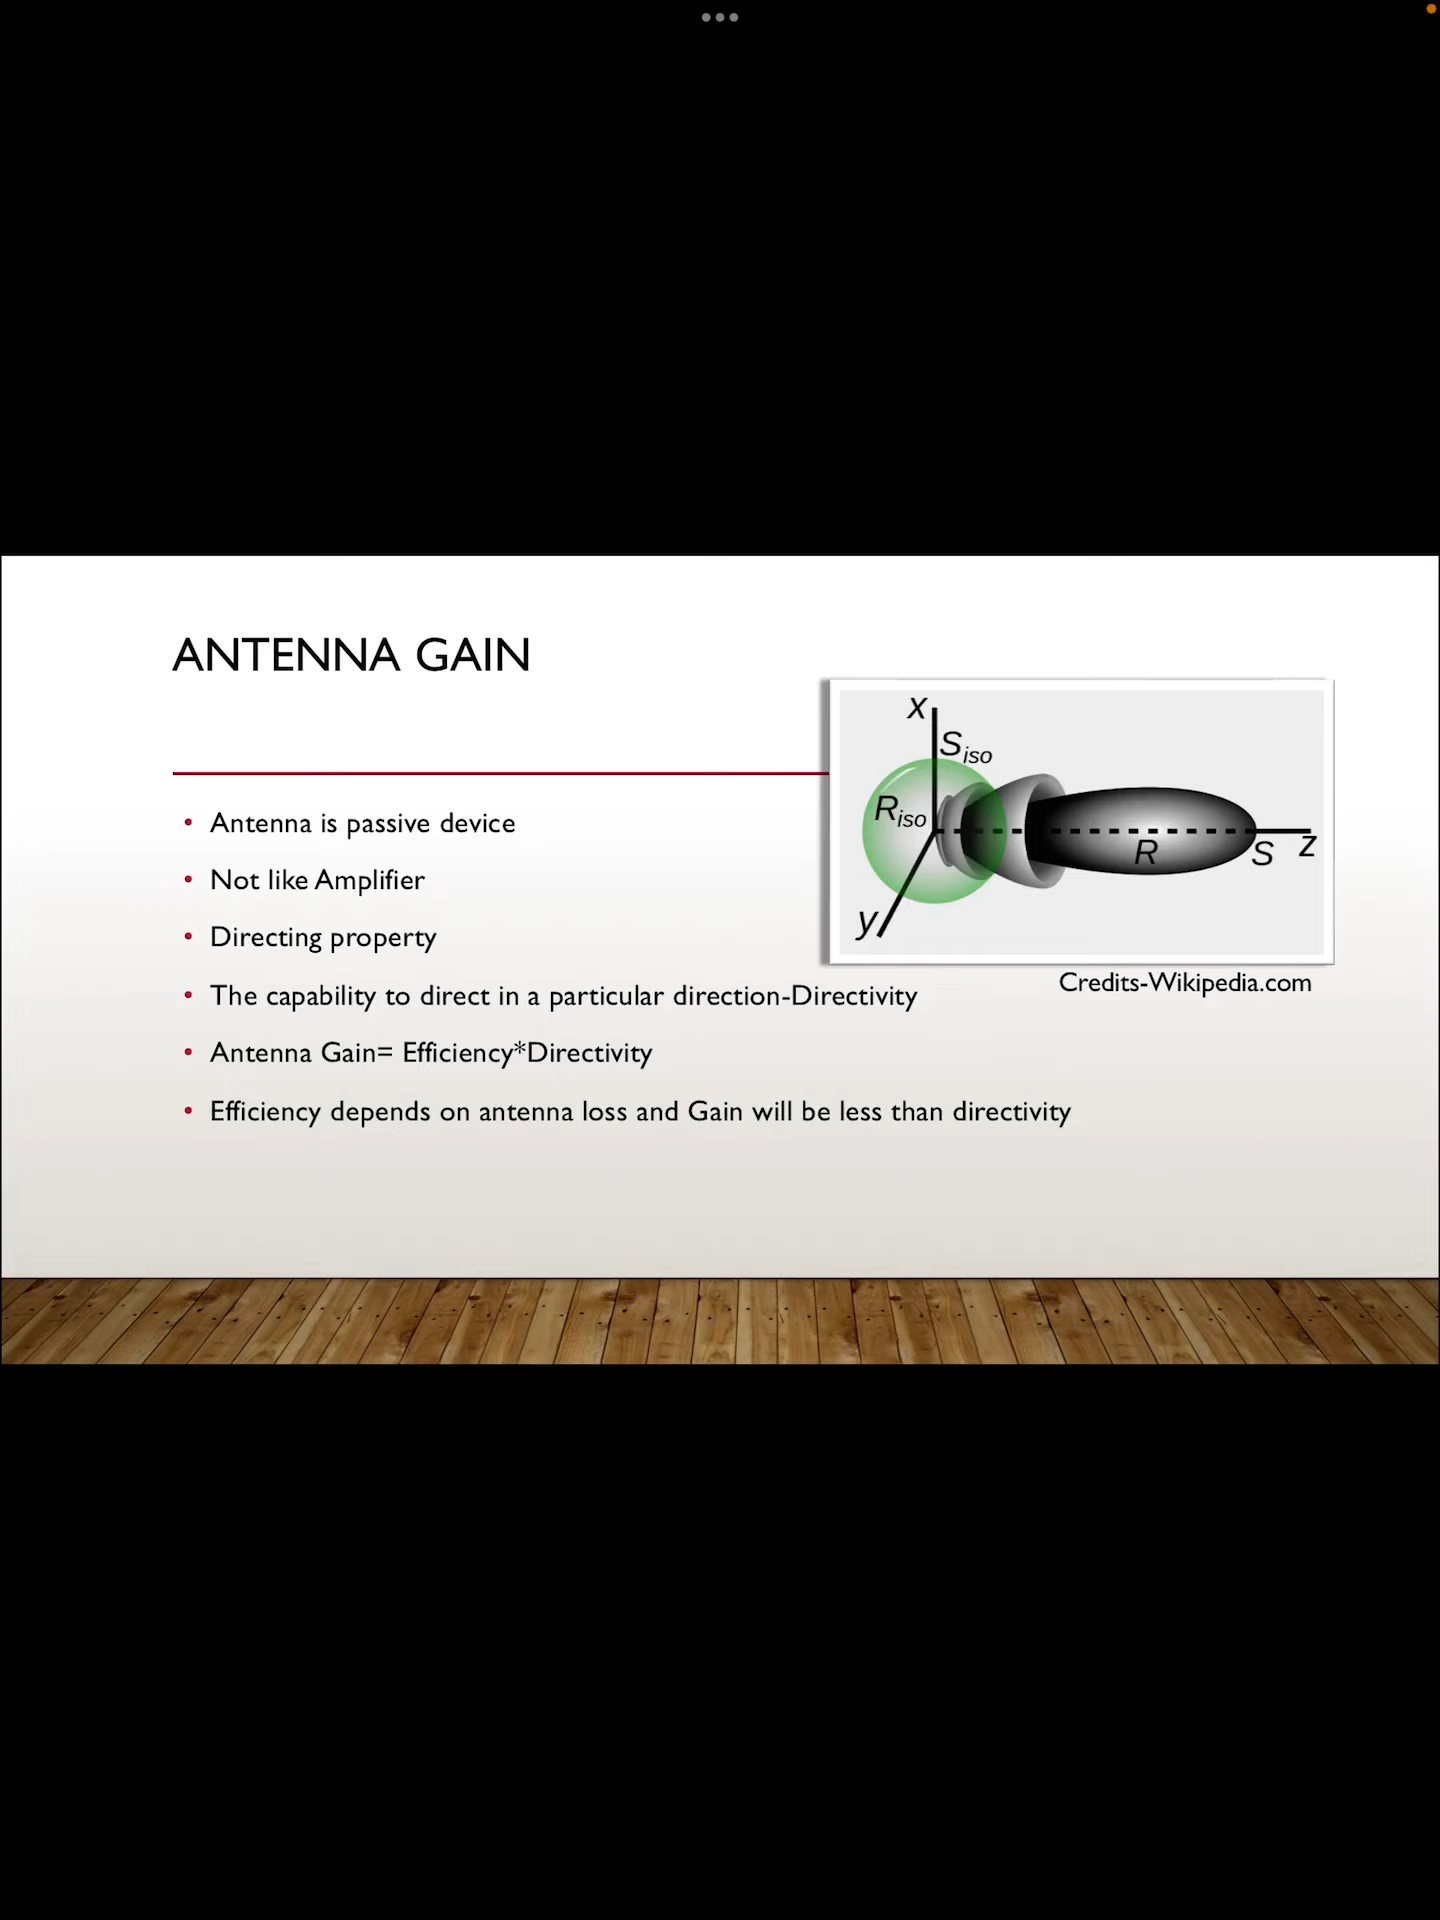 ANTENNA GAIN
x
S iso
R iso
R
S
z
y
Credits-Wikipedia.com
• Antenna is passive device
• Not like Amplifier
• Directing property
• The capability to direct in a particular direction-Directivity
• Antenna Gain= Efficiency*Directivity
• Efficiency depends on antenna loss and Gain will be less than directivity